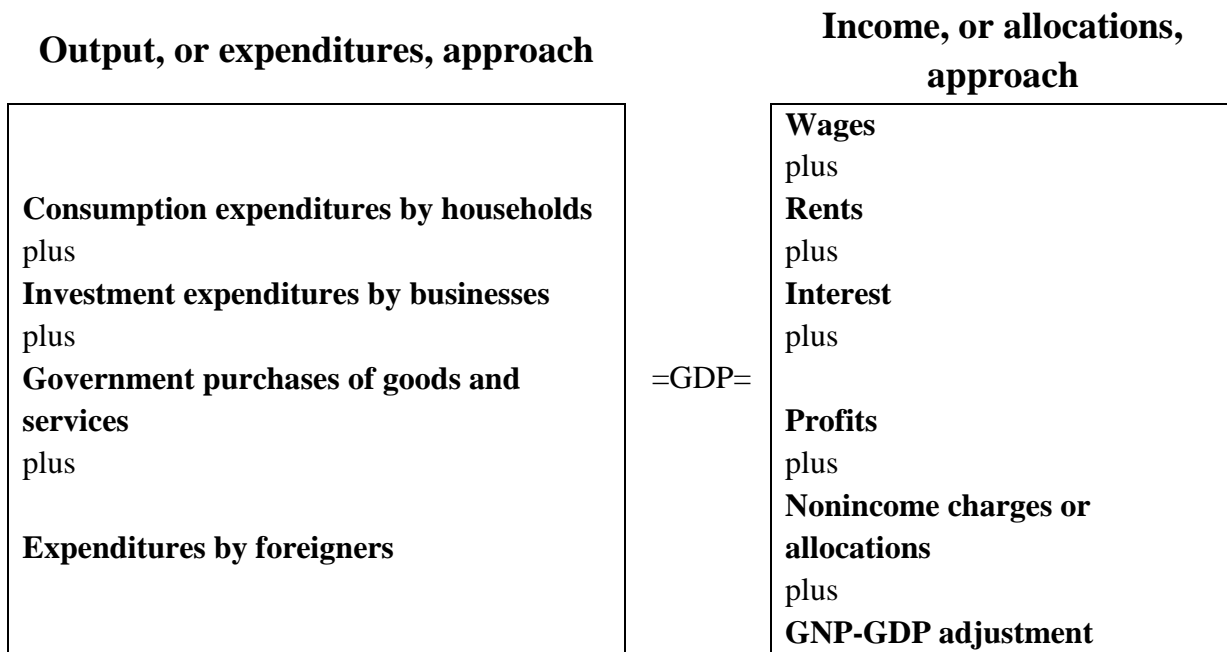 Output, or expenditures, approach
Income, or allocations,
approach
Consumption expenditures by households
plus
Investment expenditures by businesses
plus
Government purchases of goods and
services
plus
Expenditures by foreigners
=GDP=
Wages
plus
Rents
plus
Interest
plus
Profits
plus
Nonincome charges or
allocations
plus
GNP-GDP adjustment